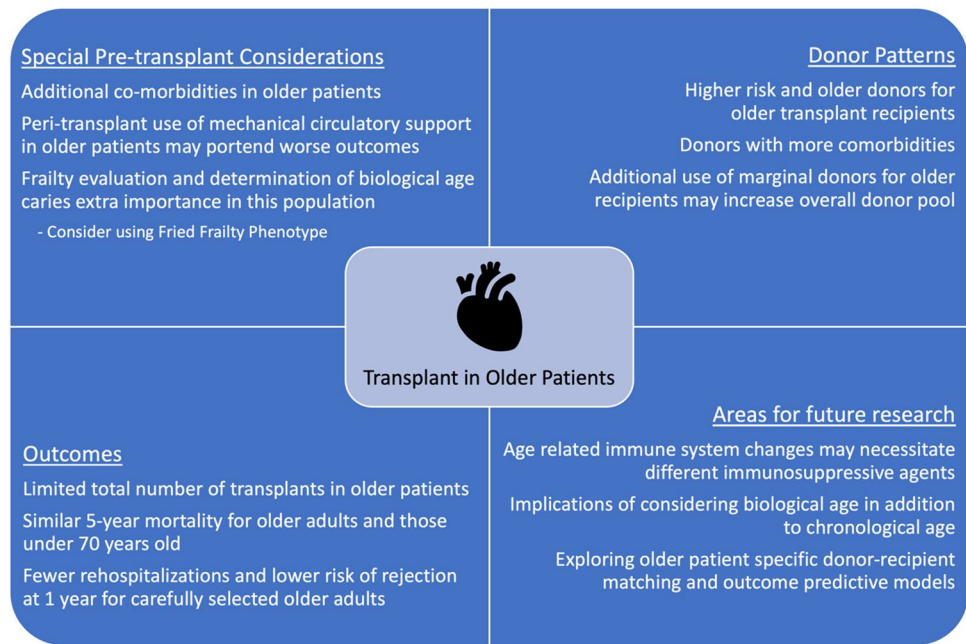 Special Pre-transplant Considerations
Additional co-morbidities in older patients
Peri-transplant use of mechanical circulatory support
in older patients may portend worse outcomes
Frailty evaluation and determination of biological age
caries extra importance in this population
- Consider using Fried Frailty Phenotype
Donor Patterns
Higher risk and older donors for
older transplant recipients
Donors with more comorbidities
Additional use of marginal donors for older
recipients may increase overall donor pool
Transplant in Older Patients
Outcomes
Limited total number of transplants in older patients
Similar 5-year mortality for older adults and those
under 70 years old
Fewer rehospitalizations and lower risk of rejection
at 1 year for carefully selected older adults
Areas for future research
Age related immune system changes may necessitate
different immunosuppressive agents
Implications of considering biological age in addition
to chronological age
Exploring older patient specific donor-recipient
matching and outcome predictive models